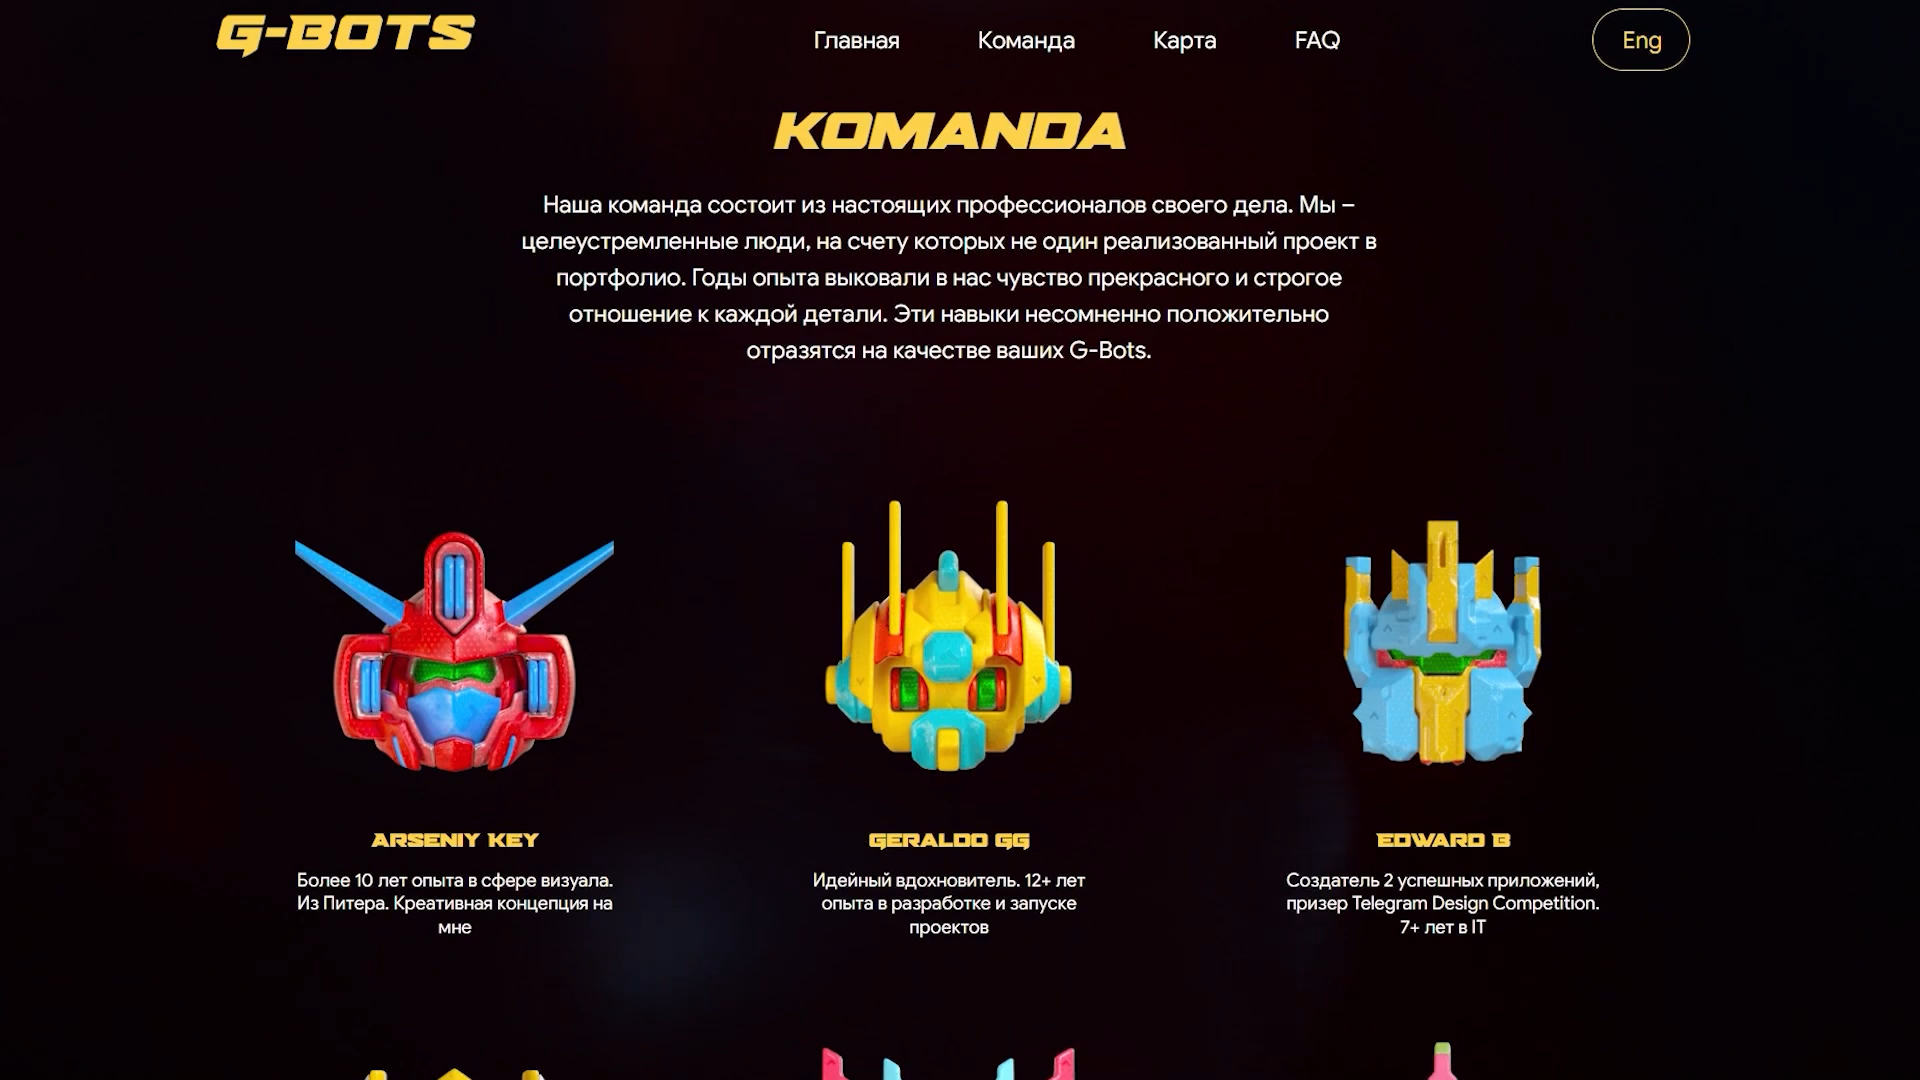 G-BOTS
Главная Команда Карта FAQ Eng
KOMANDA
Наша команда состоит из настоящих профессионалов своего дела. Мы –
целеустремленные люди, на счету которых не один реализованный проект в
портфолио. Годы опыта выковали в нас чувство прекрасного и строгое
отношение к каждой детали. Эти навыки несомненно положительно
отразятся на качестве ваших G-Bots.
ARSENIY KEY
Более 10 лет опыта в сфере визуала.
Из Питера. Креативная концепция на
мне
GERALDO GG
Идейный вдохновитель. 12+ лет
опыта в разработке и запуске
проектов
EDWARD B
Создатель 2 успешных приложений,
призер Telegram Design Competition.
7+ лет в IT